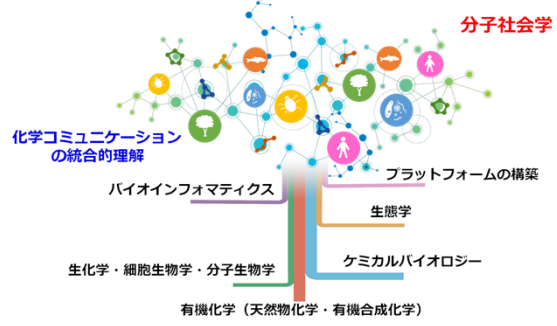 分子社会学
化学コミュニケーション
の統合的理解
バイオインフォマティクス
プラットフォームの構築
生態学
生化学・細胞生物学・分子生物学
ケミカルバイオロジー
有機化学（天然物化学・有機合成化学）